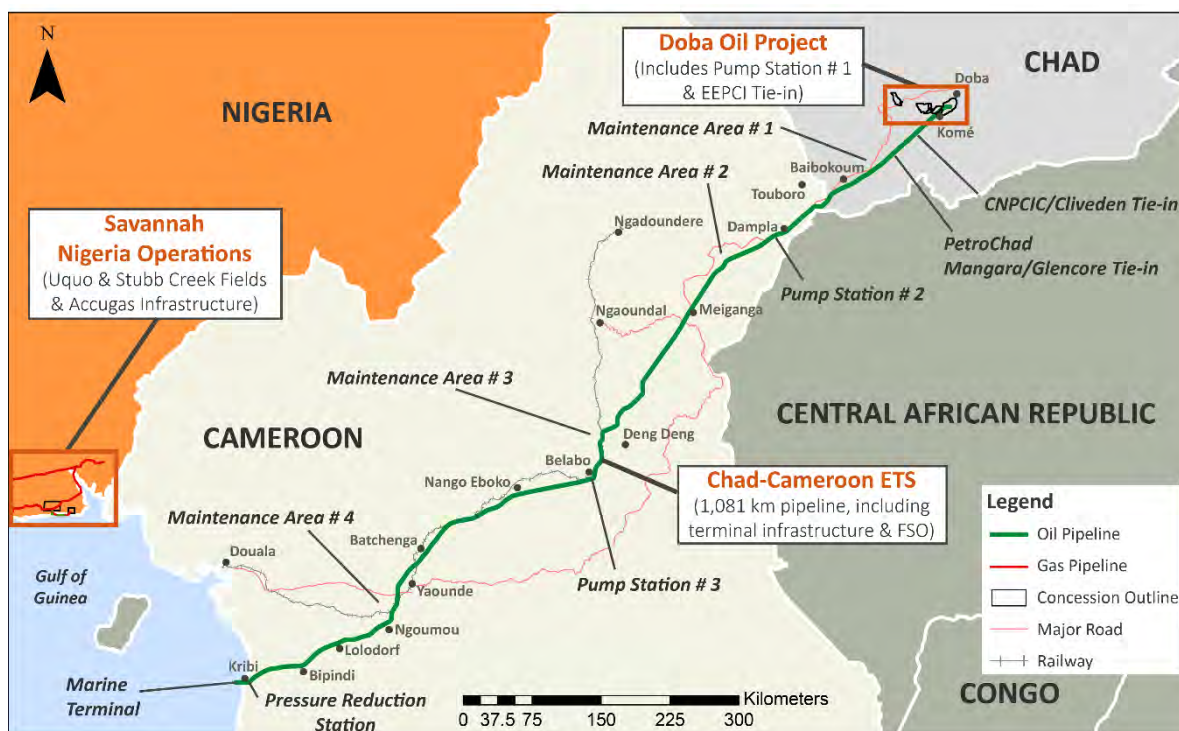 N
NIGERIA
Doba Oil Project
(Includes Pump Station # 1
& EEPCI Tie-in)
CHAD
Doba
Komé
Maintenance Area # 1
Maintenance Area # 2
Baibokoum
Touboro
CNPCIC/Cliveden Tie-in
Savannah
Nigeria Operations
(Uquo & Stubb Creek Fields
& Accugas Infrastructure)
Ngadoundere
Dampla
PetroChad
Mangara/Glencore Tie-in
Pump Station # 2
Ngaoundal
Meiganga
Maintenance Area # 3
CENTRAL AFRICAN REPUBLIC
CAMEROON
Deng Deng
Belabo
Nango Eboko
Chad-Cameroon ETS
(1,081 km pipeline, including
terminal infrastructure & FSO)
Maintenance Area # 4
Batchenga
Douala
Yaounde
Pump Station # 3
Gulf of
Guinea
Ngoumou
Lolodorf
Kribi
Bipindi
Marine
Terminal
Pressure Reduction
Station
Kilometers
0 37.5 75 150 225 300
Legend
Oil Pipeline
Gas Pipeline
Concession Outline
Major Road
Railway
CONGO